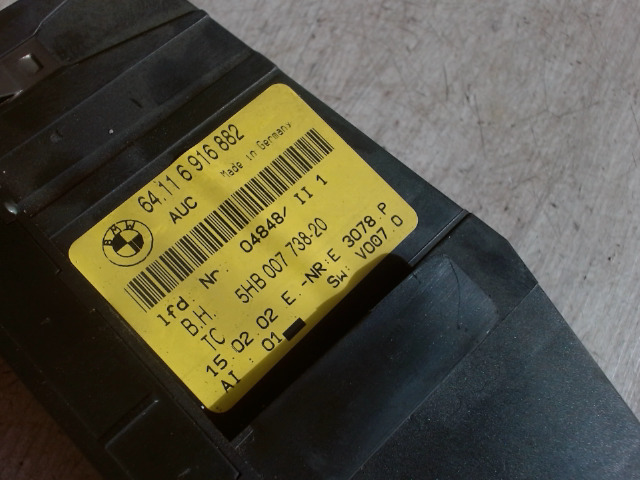 BMW
64.11 6 916 882
AUC Made in Germany
lfd. Nr. 04848/ II 1
B.H. 5HB 007 738-20
TC
15 02 02 E -NR:E 3078.P
AI : 01 SW: V007.0